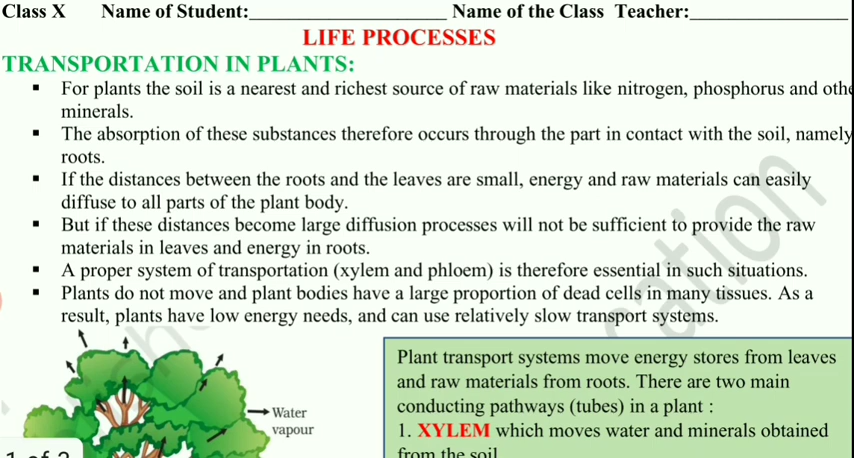 Class X Name of Student:____________________ Name of the Class Teacher:________________
LIFE PROCESSES
TRANSPORTATION IN PLANTS:
▪ For plants the soil is a nearest and richest source of raw materials like nitrogen, phosphorus and othe
minerals.
▪ The absorption of these substances therefore occurs through the part in contact with the soil, namely
roots.
▪ If the distances between the roots and the leaves are small, energy and raw materials can easily
diffuse to all parts of the plant body.
▪ But if these distances become large diffusion processes will not be sufficient to provide the raw
materials in leaves and energy in roots.
▪ A proper system of transportation (xylem and phloem) is therefore essential in such situations.
▪ Plants do not move and plant bodies have a large proportion of dead cells in many tissues. As a
result, plants have low energy needs, and can use relatively slow transport systems.
Water
vapour
Plant transport systems move energy stores from leaves
and raw materials from roots. There are two main
conducting pathways (tubes) in a plant :
1. XYLEM which moves water and minerals obtained
from the soil